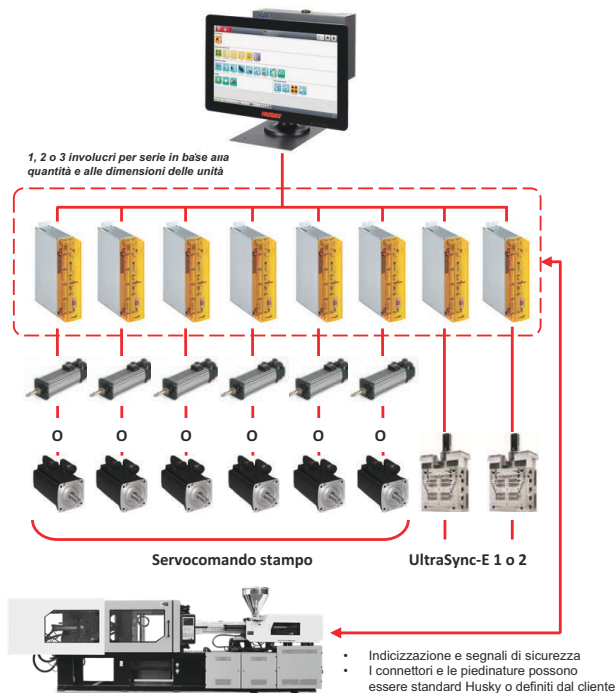 HUSKY
1, 2 o 3 involucri per serie in base alla
quantità e alle dimensioni delle unità
O O O O O O
Servocomando stampo
UltraSync-E 1 o 2
• Indicizzazione e segnali di sicurezza
• I connettori e le piedinature possono
essere standard Husky o definiti dal cliente